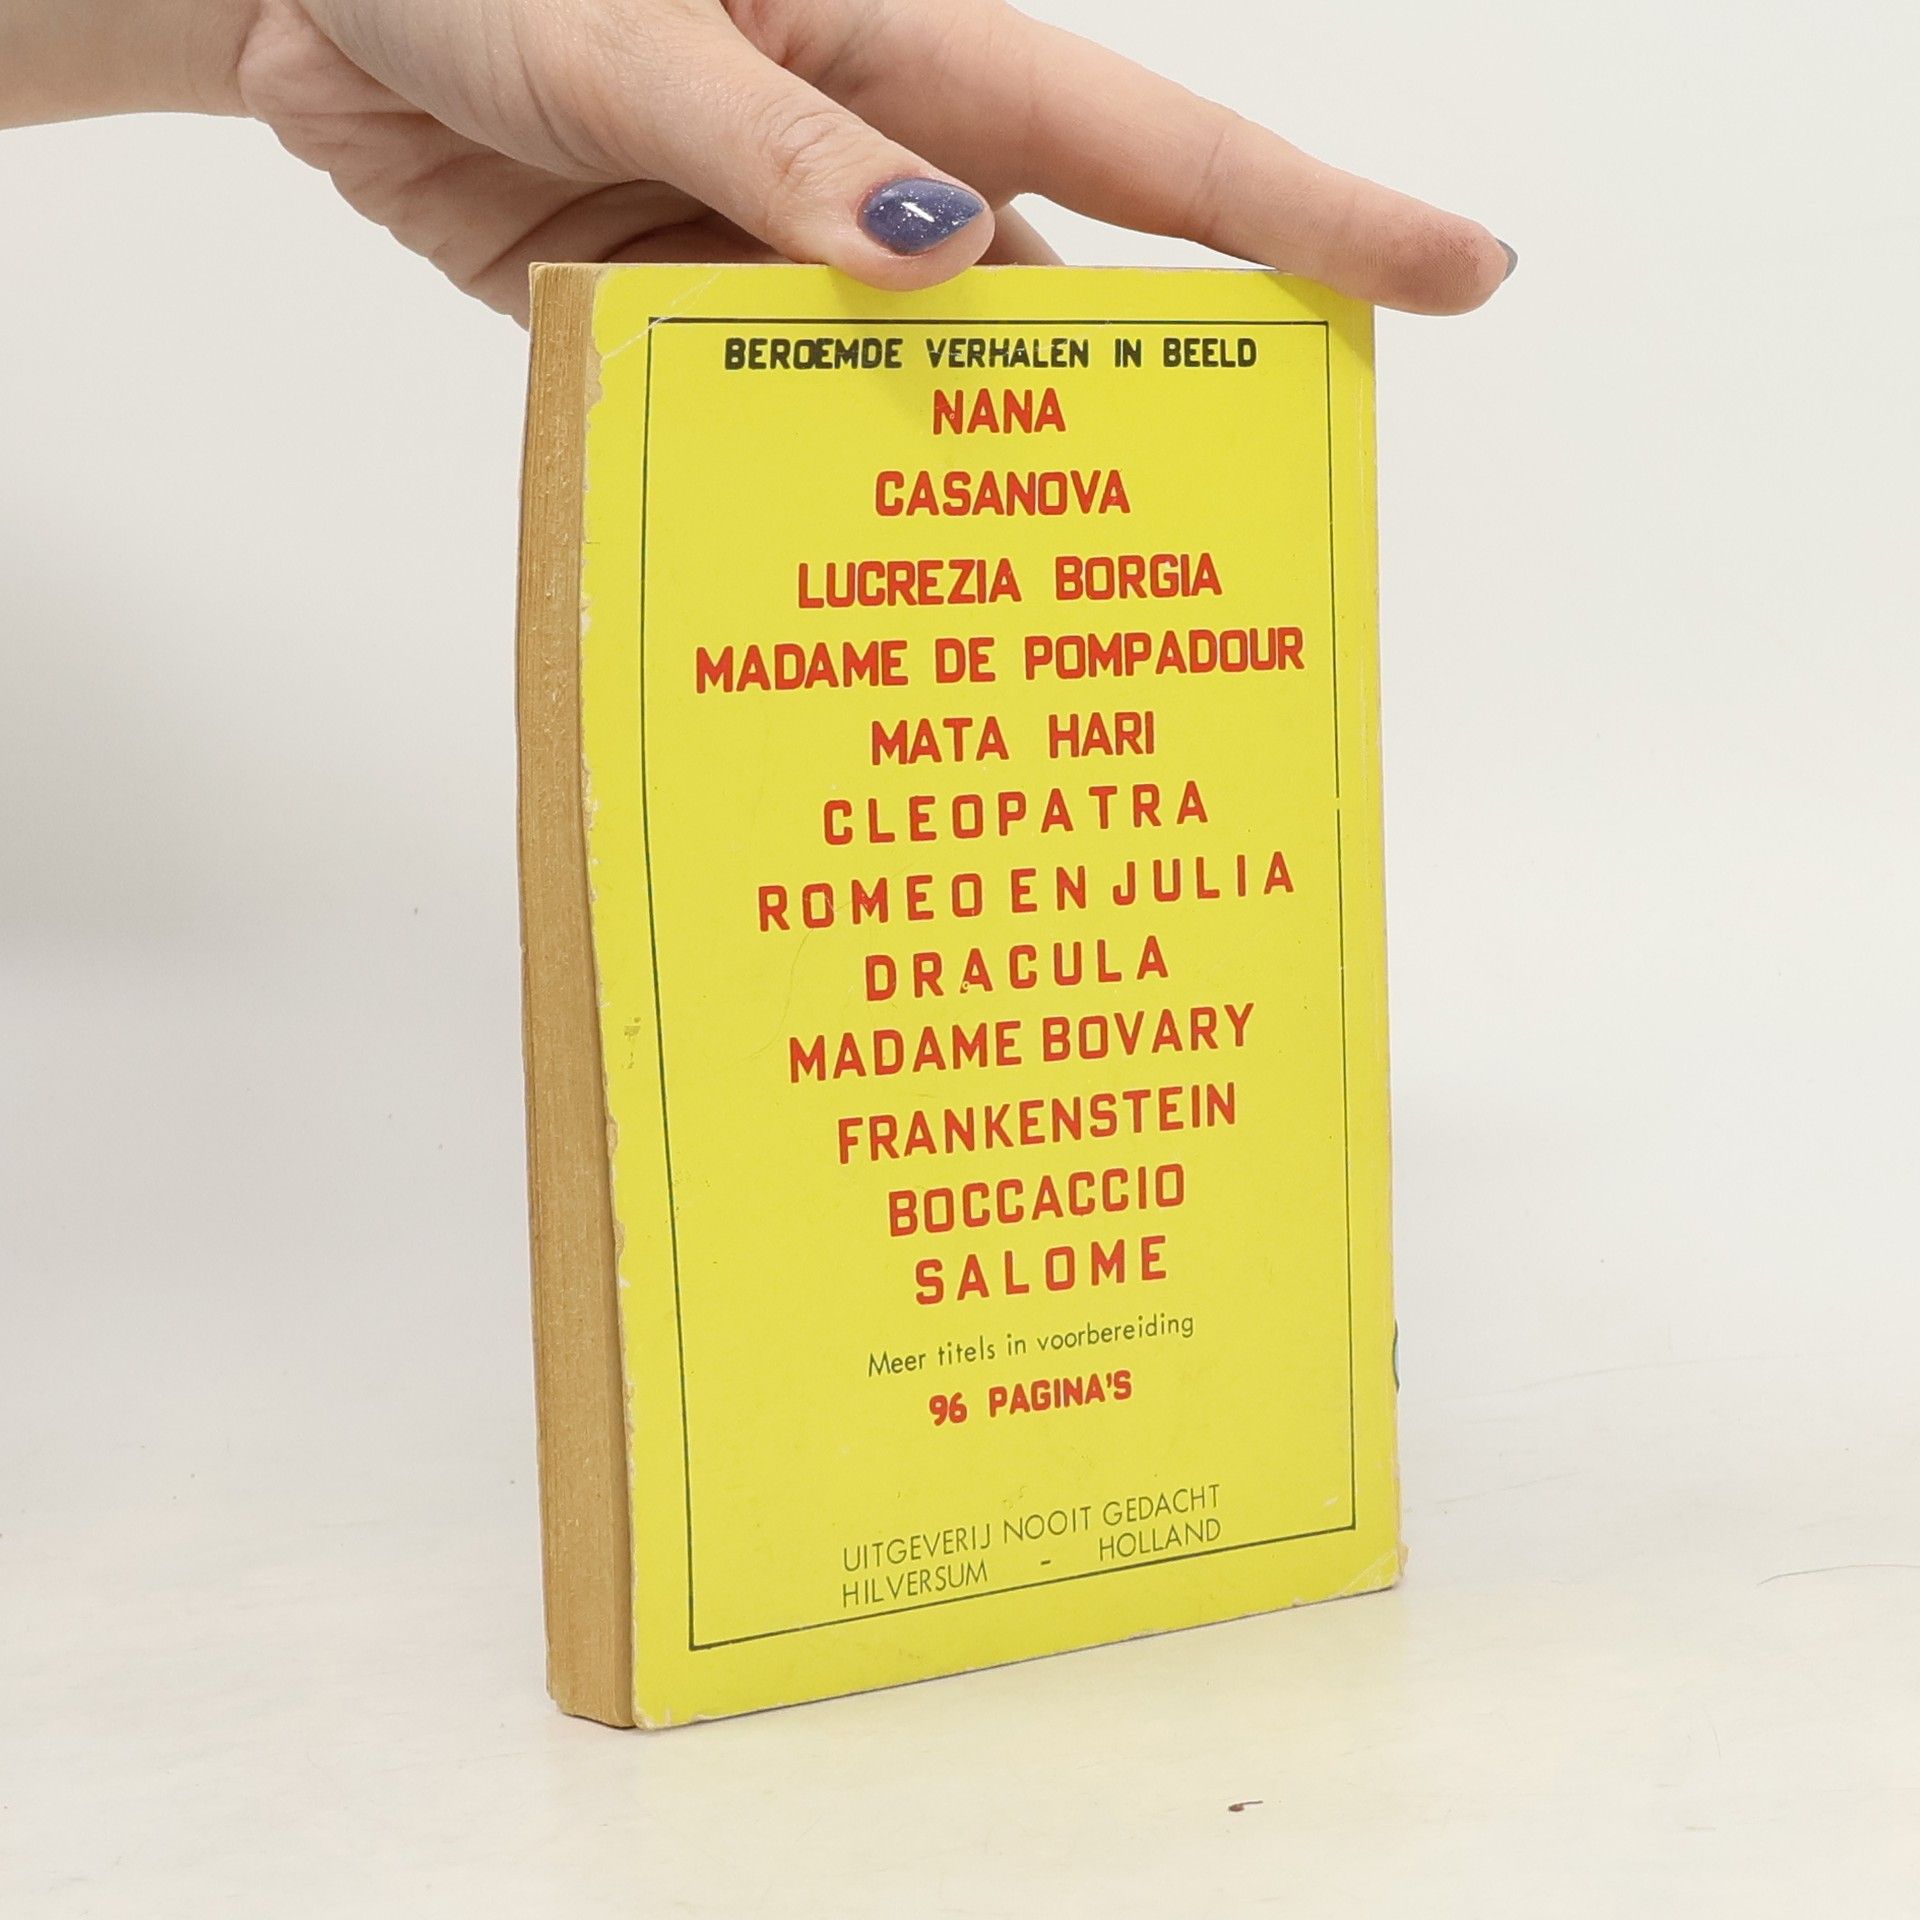 BEROEMDE VERHALEN IN BEELD
NANA
CASANOVA
LUCREZIA BORGIA
MADAME DE POMPADOUR
MATA HARI
CLEOPATRA
ROMEO EN JULIA
DRACULA
MADAME BOVARY
FRANKENSTEIN
BOCCACCIO
SALOME
Meer titels in voorbereiding
96 PAGINA'S
UITGEVERIJ NOOIT GEDACHT
HILVERSUM - HOLLAND